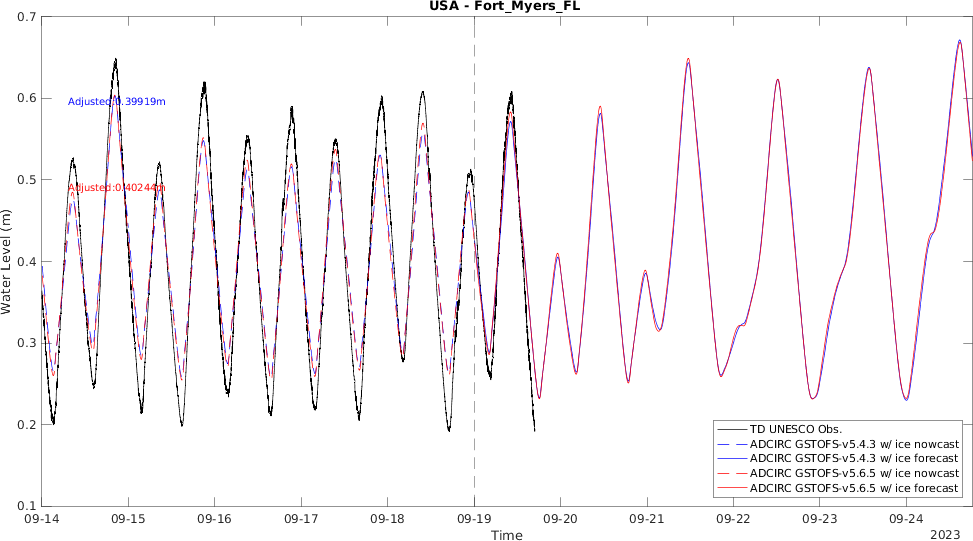 USA - Fort_Myers_FL
0.7
0.6
0.5
0.4
0.3
0.2
0.1
Water Level (m)
Adjusted:0.39919m
Adjusted:0.40244m
TD UNESCO Obs.
ADCIRC GSTOFS-v5.4.3 w/ ice nowcast
ADCIRC GSTOFS-v5.4.3 w/ ice forecast
ADCIRC GSTOFS-v5.6.5 w/ ice nowcast
ADCIRC GSTOFS-v5.6.5 w/ ice forecast
09-14 09-15 09-16 09-17 09-18 09-19 09-20 09-21 09-22 09-23 09-24
Time
2023